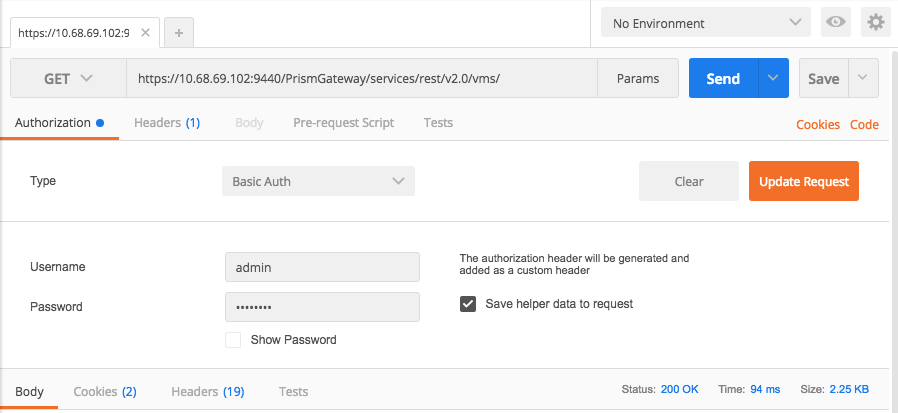 https://10.68.69.102:9 × +
No Environment
GET https://10.68.69.102:9440/PrismGateway/services/rest/v2.0/vms/ Params Send Save
Authorization Headers (1) Body Pre-request Script Tests Cookies Code
Type Basic Auth Clear Update Request
Username admin
The authorization header will be generated and
added as a custom header
Password ••••••••
Save helper data to request
Show Password
Body Cookies (2) Headers (19) Tests Status: 200 OK Time: 94 ms Size: 2.25 KB